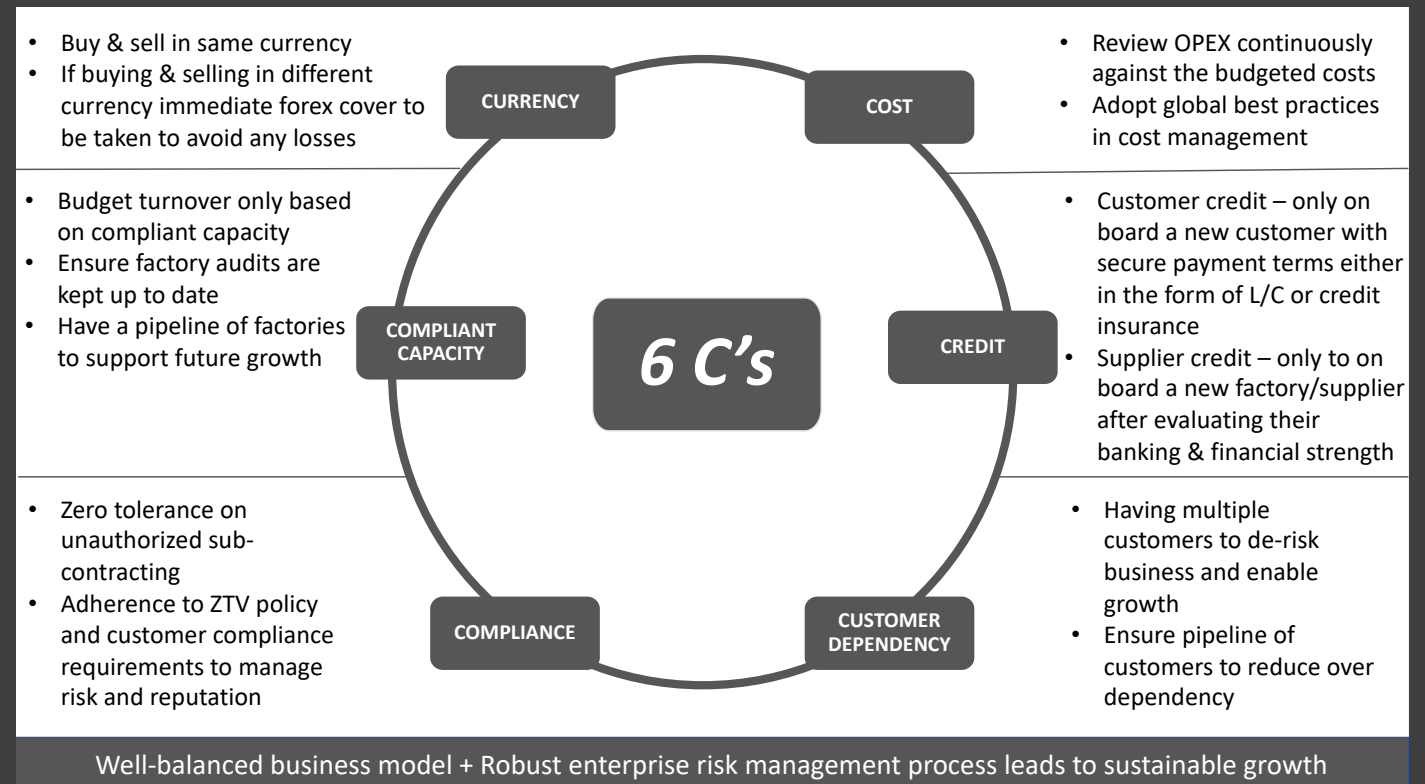 • Buy & sell in same currency
• If buying & selling in different
currency immediate forex cover to
be taken to avoid any losses
CURRENCY
COST
• Review OPEX continuously
against the budgeted costs
• Adopt global best practices
in cost management
• Budget turnover only based
on compliant capacity
• Ensure factory audits are
kept up to date
• Have a pipeline of factories
to support future growth
COMPLIANT
CAPACITY
6 C’s
CREDIT
• Customer credit – only on
board a new customer with
secure payment terms either
in the form of L/C or credit
insurance
• Supplier credit – only to on
board a new factory/supplier
after evaluating their
banking & financial strength
• Zero tolerance on
unauthorized sub-
contracting
• Adherence to ZTV policy
and customer compliance
requirements to manage
risk and reputation
COMPLIANCE
CUSTOMER
DEPENDENCY
• Having multiple
customers to de-risk
business and enable
growth
• Ensure pipeline of
customers to reduce over
dependency
Well-balanced business model + Robust enterprise risk management process leads to sustainable growth